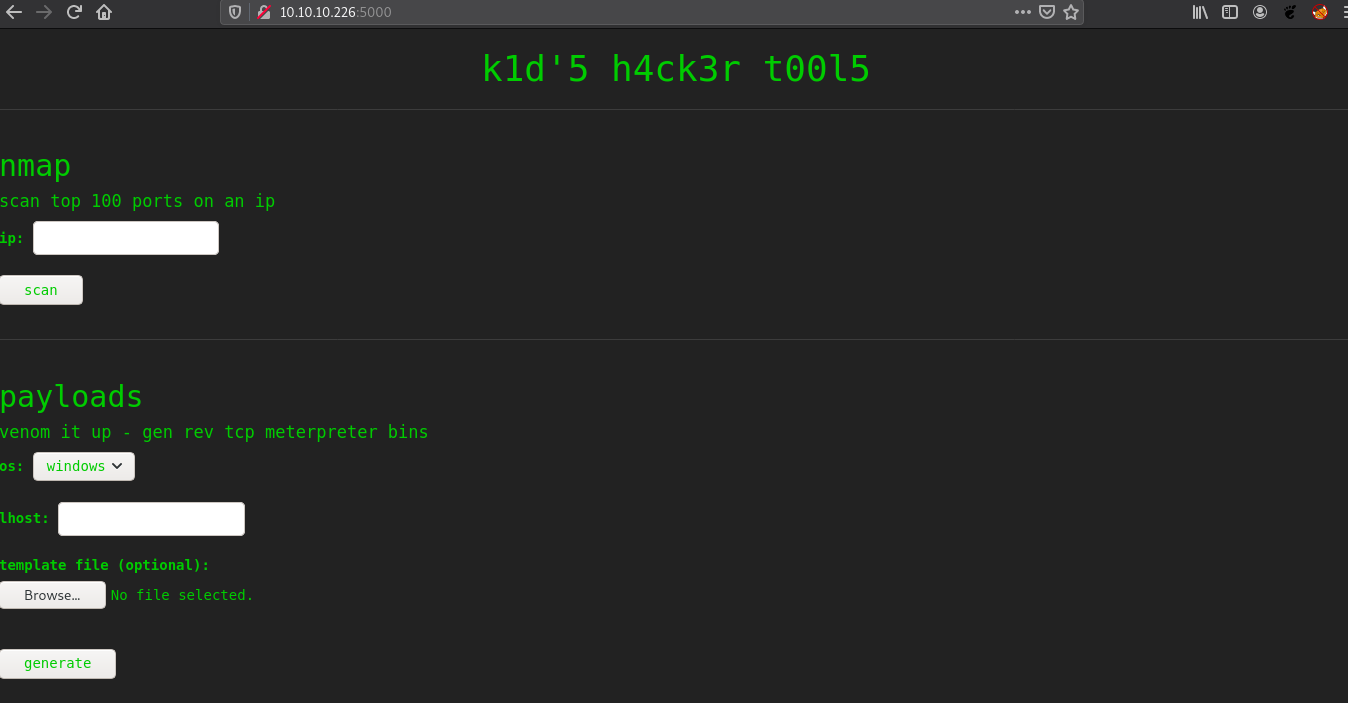 10.10.10.226:5000
k1d'5 h4ck3r t00l5
nmap
scan top 100 ports on an ip
ip:
scan
payloads
venom it up - gen rev tcp meterpreter bins
os: windows
lhost:
template file (optional):
Browse... No file selected.
generate